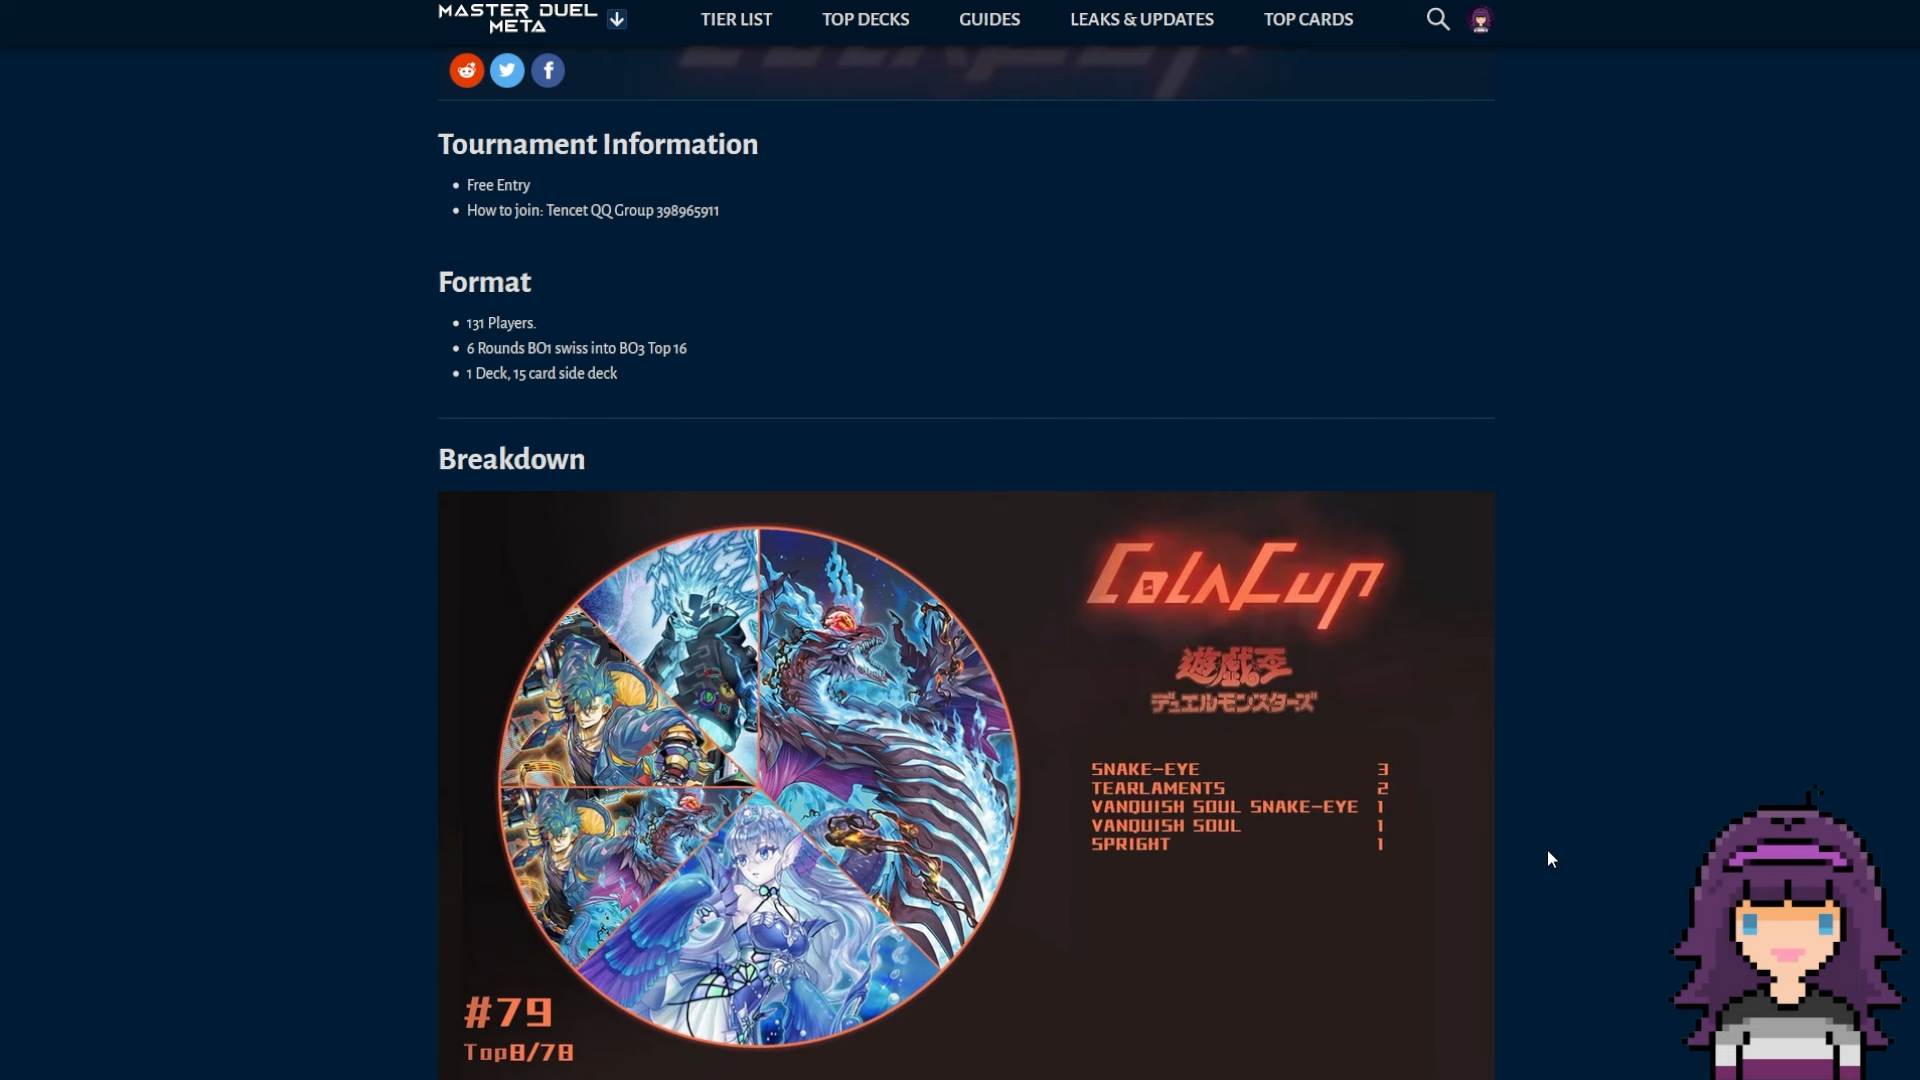 MASTER DUEL
META
TIER LIST
TOP DECKS
GUIDES
LEAKS & UPDATES
TOP CARDS
Tournament Information
Free Entry
How to join: Tencet QQ Group 398965911
Format
131 Players.
6 Rounds BO1 swiss into BO3 Top 16
1 Deck, 15 card side deck
Breakdown
ColaCup
遊戯王
デュエルモンスターズ
SNAKE-EYE 3
TEARLAMENTS 2
VANQUISH SOUL SNAKE-EYE 1
VANQUISH SOUL 1
SPRIGHT 1
#79
Top8/78